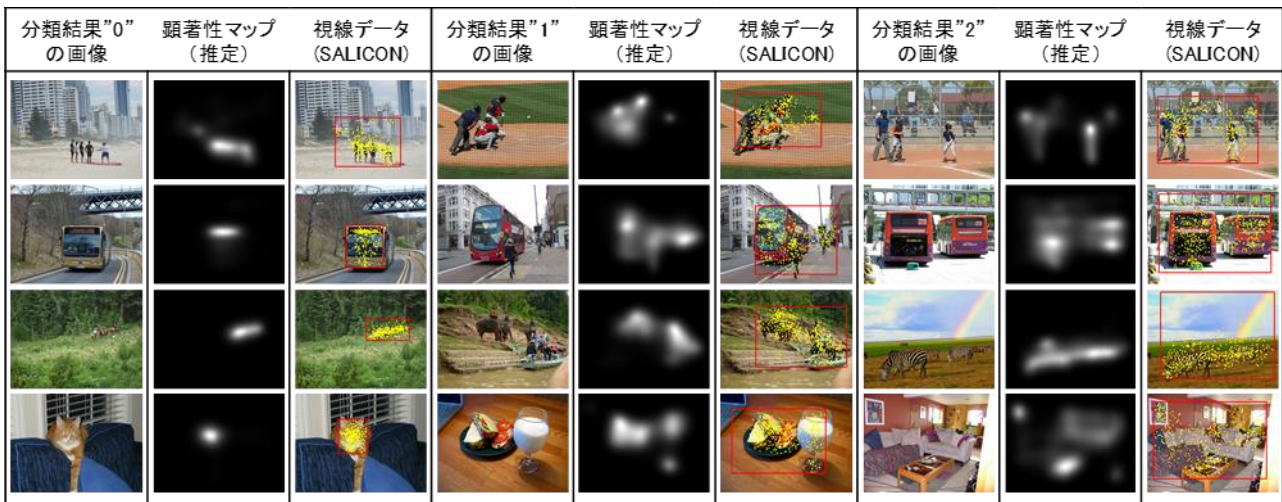 分類結果”0”
の画像
顕著性マップ
(推定)
視線データ
(SALICON)
分類結果”1”
の画像
顕著性マップ
(推定)
視線データ
(SALICON)
分類結果”2”
の画像
顕著性マップ
(推定)
視線データ
(SALICON)